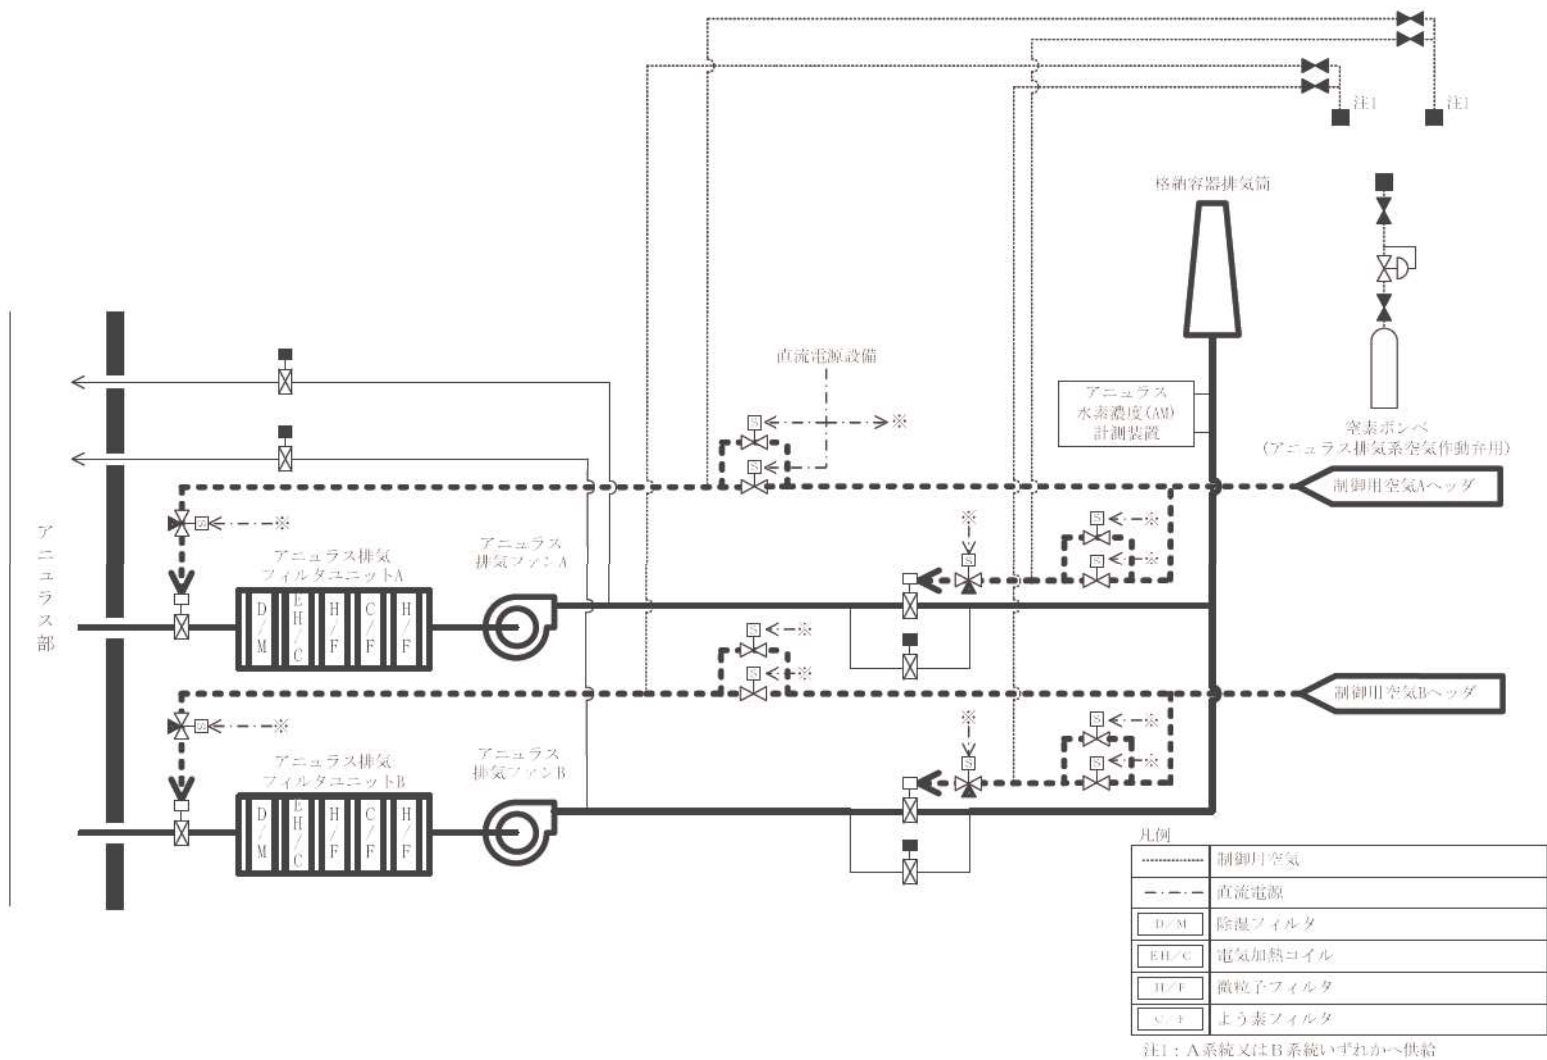 注1
注1
格納容器排気筒
直流電源設備
アニュラス
水素濃度(AM)
計測装置
窒素ボンベ
(アニュラス排気系空気作動弁用)
S
※
S
制御用空気Aヘッダ
S
※
※
S
※
S
S
※
アニュラス部
アニュラス排気
フィルタユニットA
アニュラス
排気ファンA
D/M
EH/C
H/F
C/F
H/F
S
※
S
※
制御用空気Bヘッダ
S
※
※
S
※
S
S
※
アニュラス排気
フィルタユニットB
アニュラス
排気ファンB
D/M
EH/C
H/F
C/F
H/F
凡例
制御用空気
直流電源
D/M 除湿フィルタ
EH/C 電気加熱コイル
H/F 微粒子フィルタ
C/F よう素フィルタ
注1：A系統又はB系統いずれかへ供給